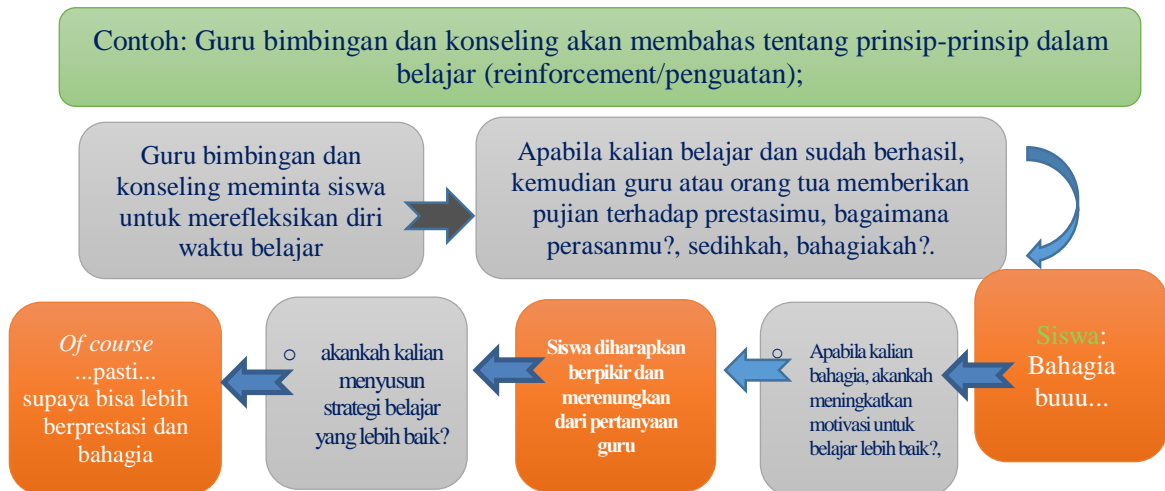 Contoh: Guru bimbingan dan konseling akan membahas tentang prinsip-prinsip dalam
belajar (reinforcement/penguatan);
Guru bimbingan dan
konseling meminta siswa
untuk merefleksikan diri
waktu belajar
Apabila kalian belajar dan sudah berhasil,
kemudian guru atau orang tua memberikan
pujian terhadap prestasimu, bagaimana
perasanmu?, sedihkah, bahagiakah?.
Siswa:
Bahagia
buuu...
o Apabila kalian
bahagia, akankah
meningkatkan
motivasi untuk
belajar lebih baik?,
Siswa diharapkan
berpikir dan
merenungkan
dari pertanyaan
guru
o akankah kalian
menyusun
strategi belajar
yang lebih baik?
Of course
...pasti...
supaya bisa lebih
berprestasi dan
bahagia